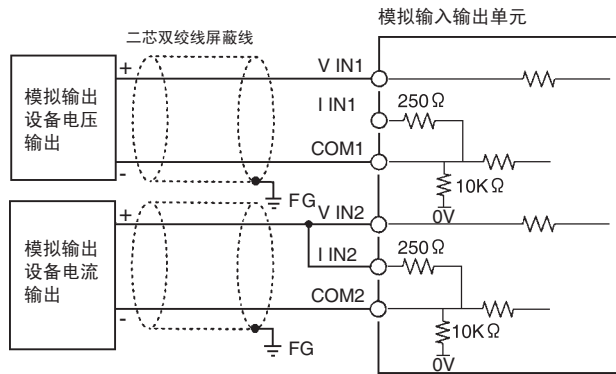 模拟输入输出单元
二芯双绞线屏蔽线
模拟输出
设备电压
输出
+
-
V IN1
I IN1
250Ω
COM1
10KΩ
0V
FG
模拟输出
设备电流
输出
+
-
V IN2
I IN2
250Ω
COM2
10KΩ
0V
FG